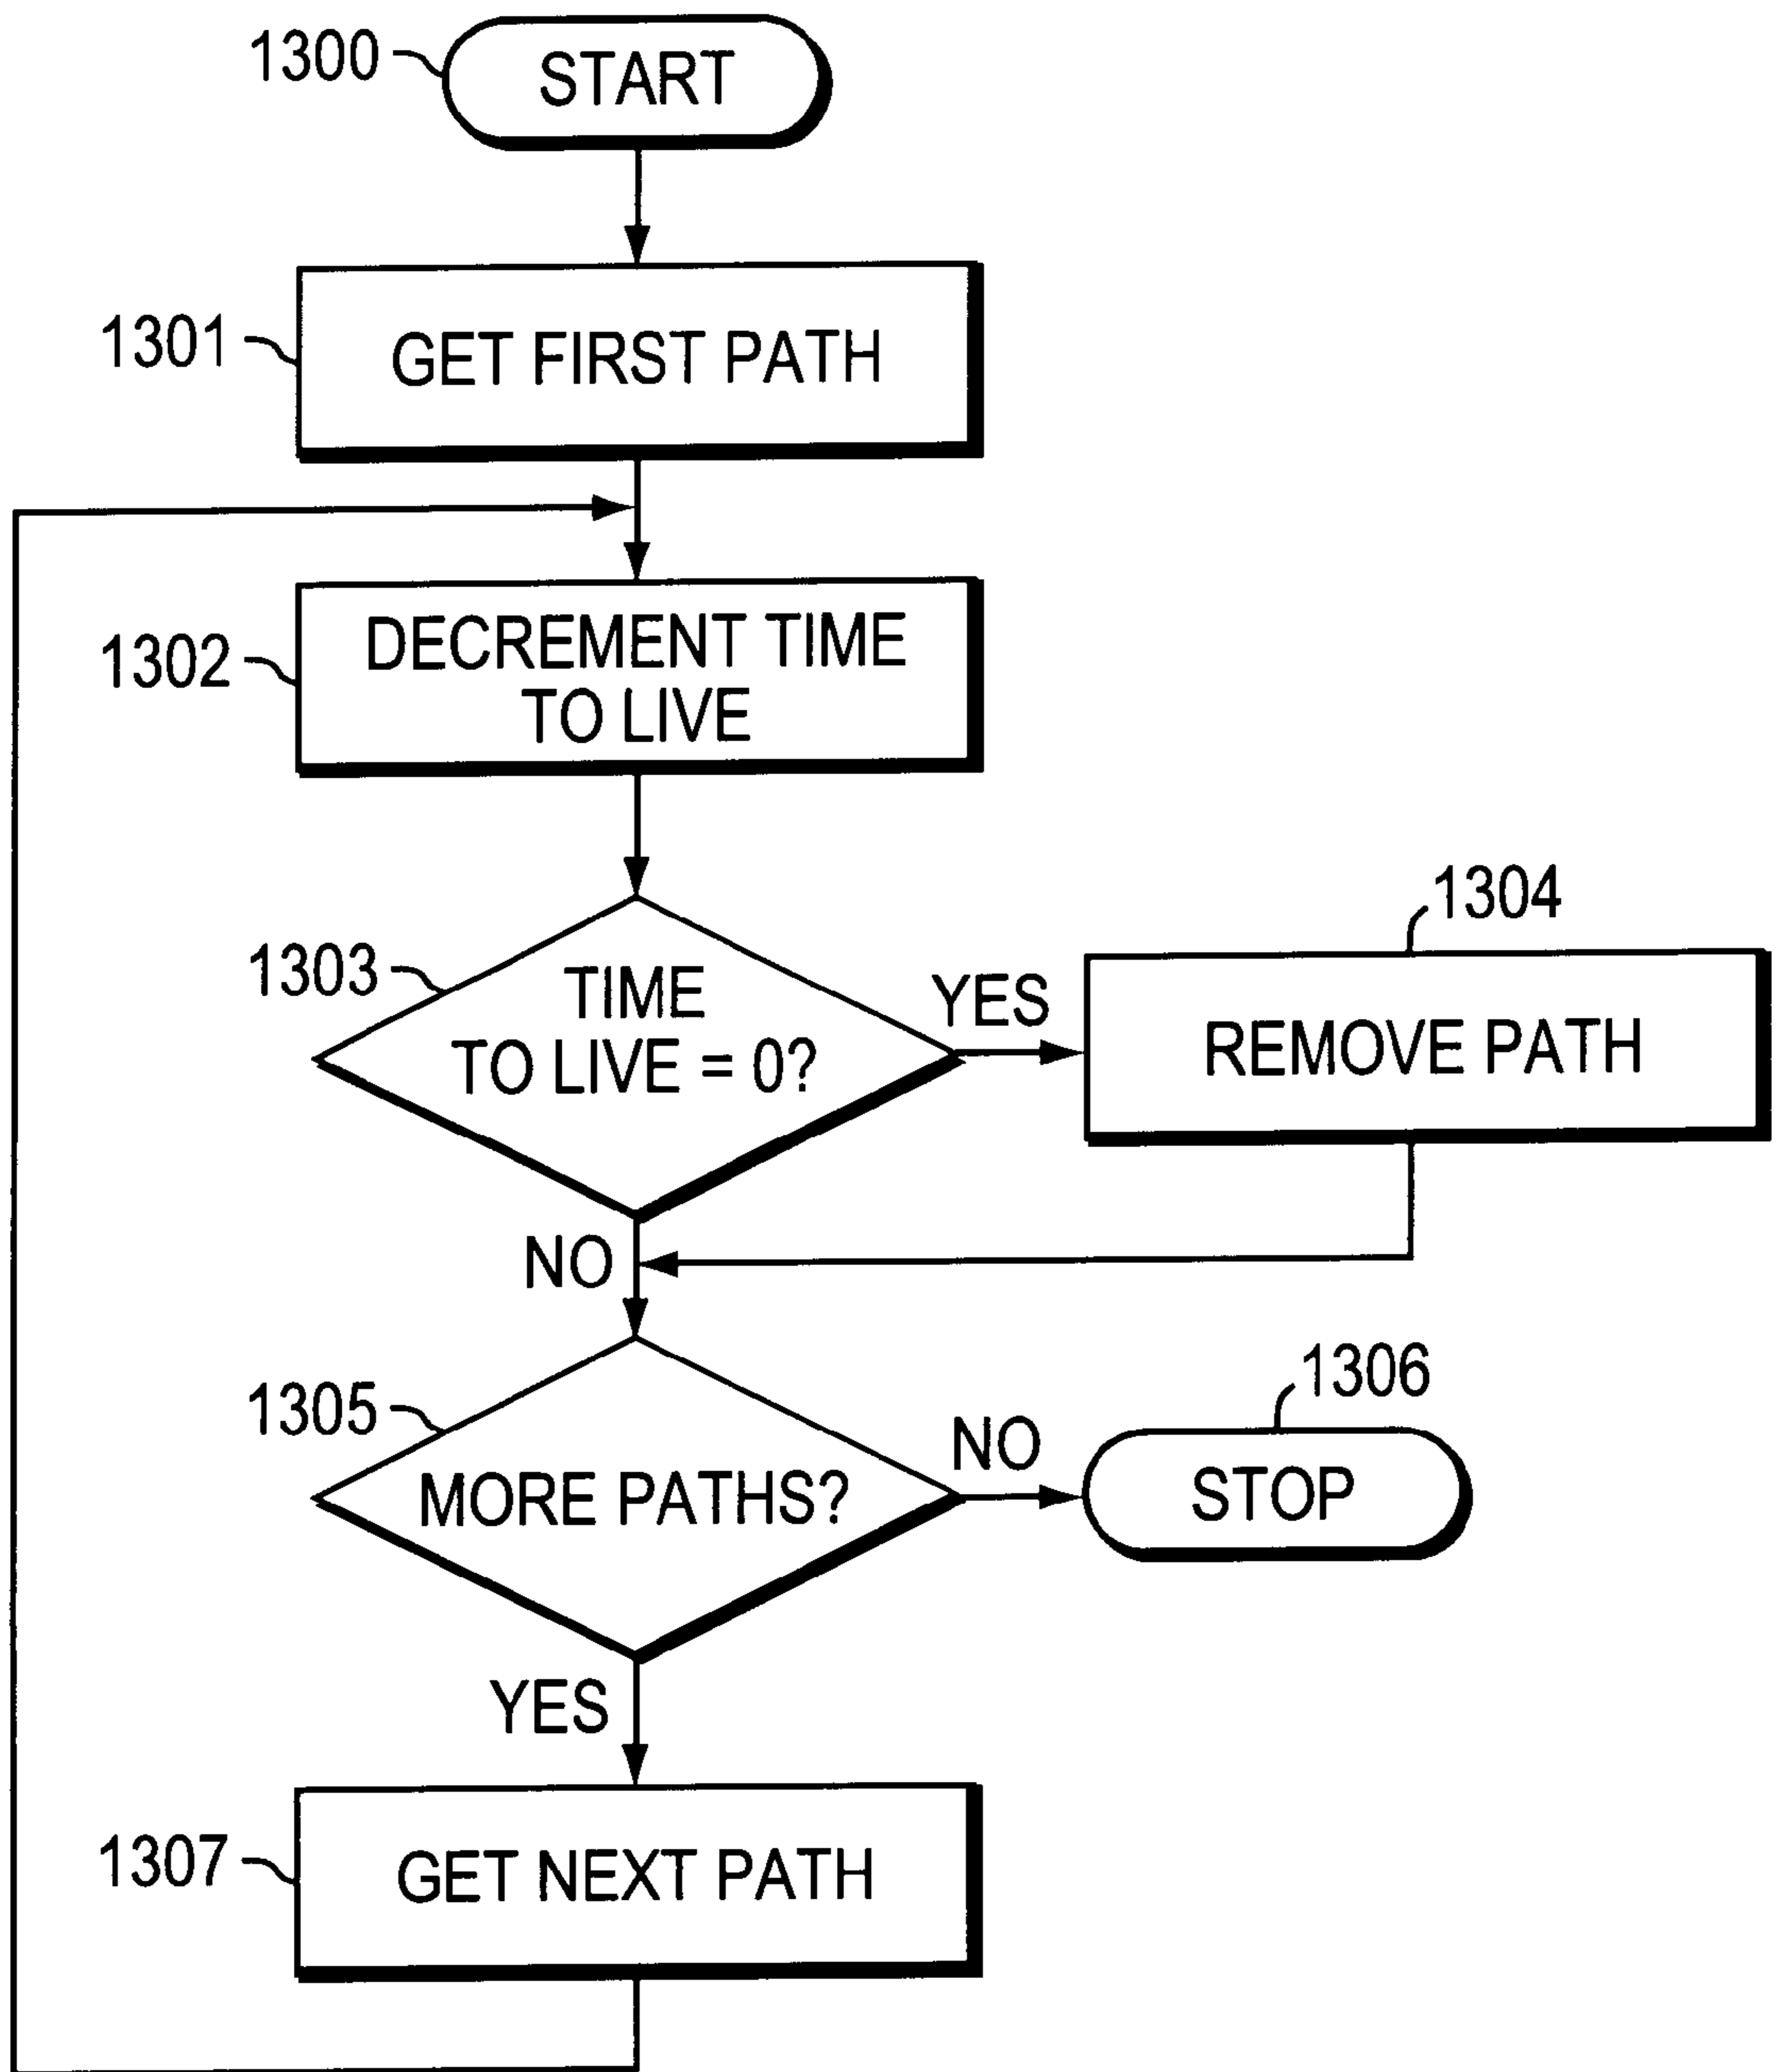 1300
START
1301
GET FIRST PATH
1302
DECREMENT TIME
TO LIVE
1303
TIME
TO LIVE = 0?
YES
1304
REMOVE PATH
NO
1305
MORE PATHS?
NO
1306
STOP
YES
1307
GET NEXT PATH